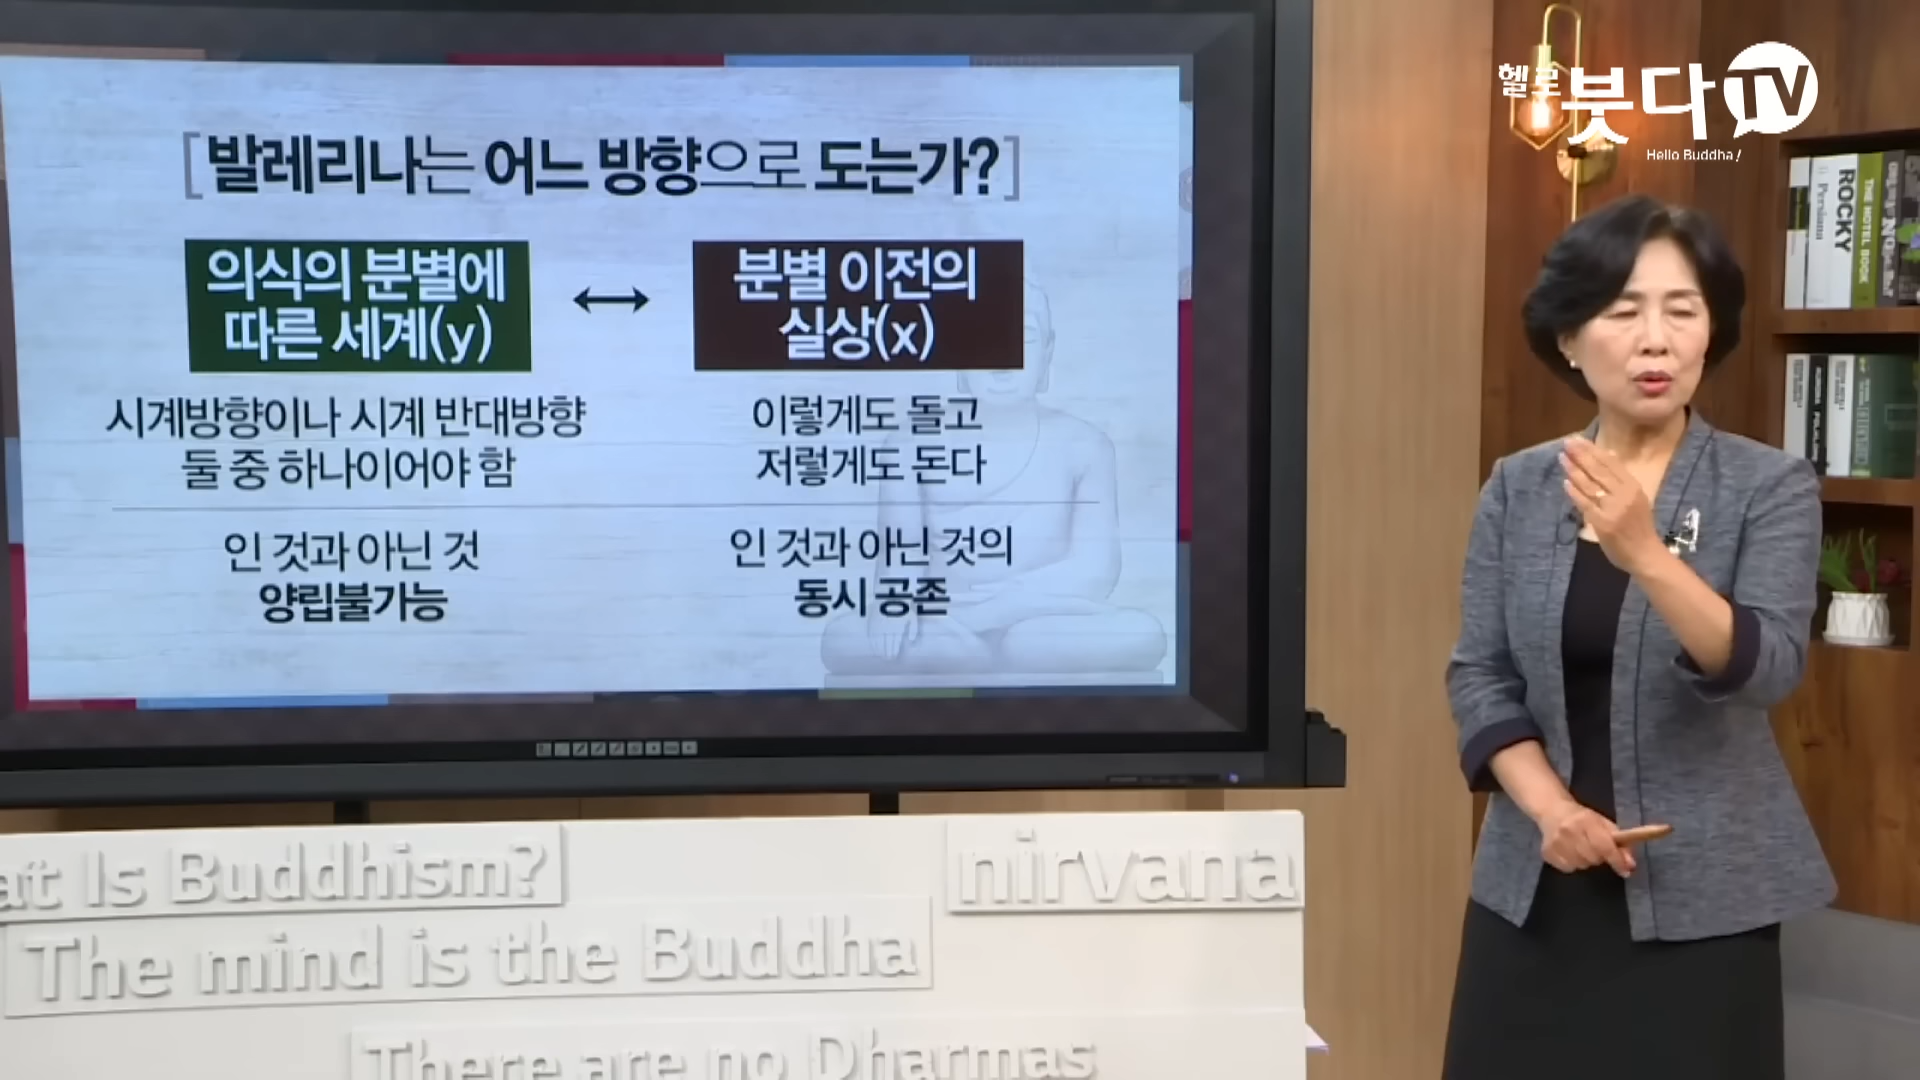 헬로 붓다TV
Hello Buddha!
[발레리나는 어느 방향으로 도는가?]
의식의 분별에
따른 세계(y)
↔
분별 이전의
실상(x)
시계방향이나 시계 반대방향
둘 중 하나이어야 함
이렇게도 돌고
저렇게도 돈다
인 것과 아닌 것
양립불가능
인 것과 아닌 것의
동시 공존
ROCKY
THE HOTEL BOOK
at Is Buddhism?
nirvana
The mind is the Buddha
There are no Dharmas